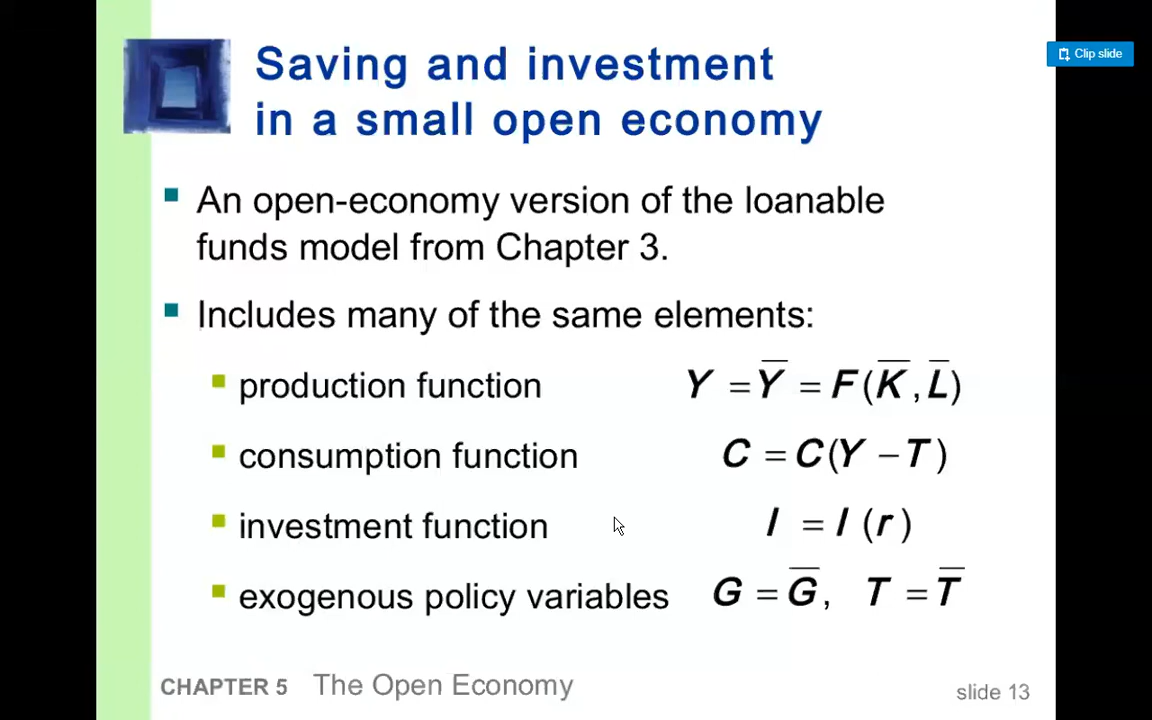 Saving and investment
in a small open economy
Clip slide
▪ An open-economy version of the loanable
funds model from Chapter 3.
▪ Includes many of the same elements:
▪ production function Y = Y̅ = F(K̅, L̅)
▪ consumption function C = C(Y − T)
▪ investment function I = I(r)
▪ exogenous policy variables G = G̅, T = T̅
CHAPTER 5 The Open Economy
slide 13